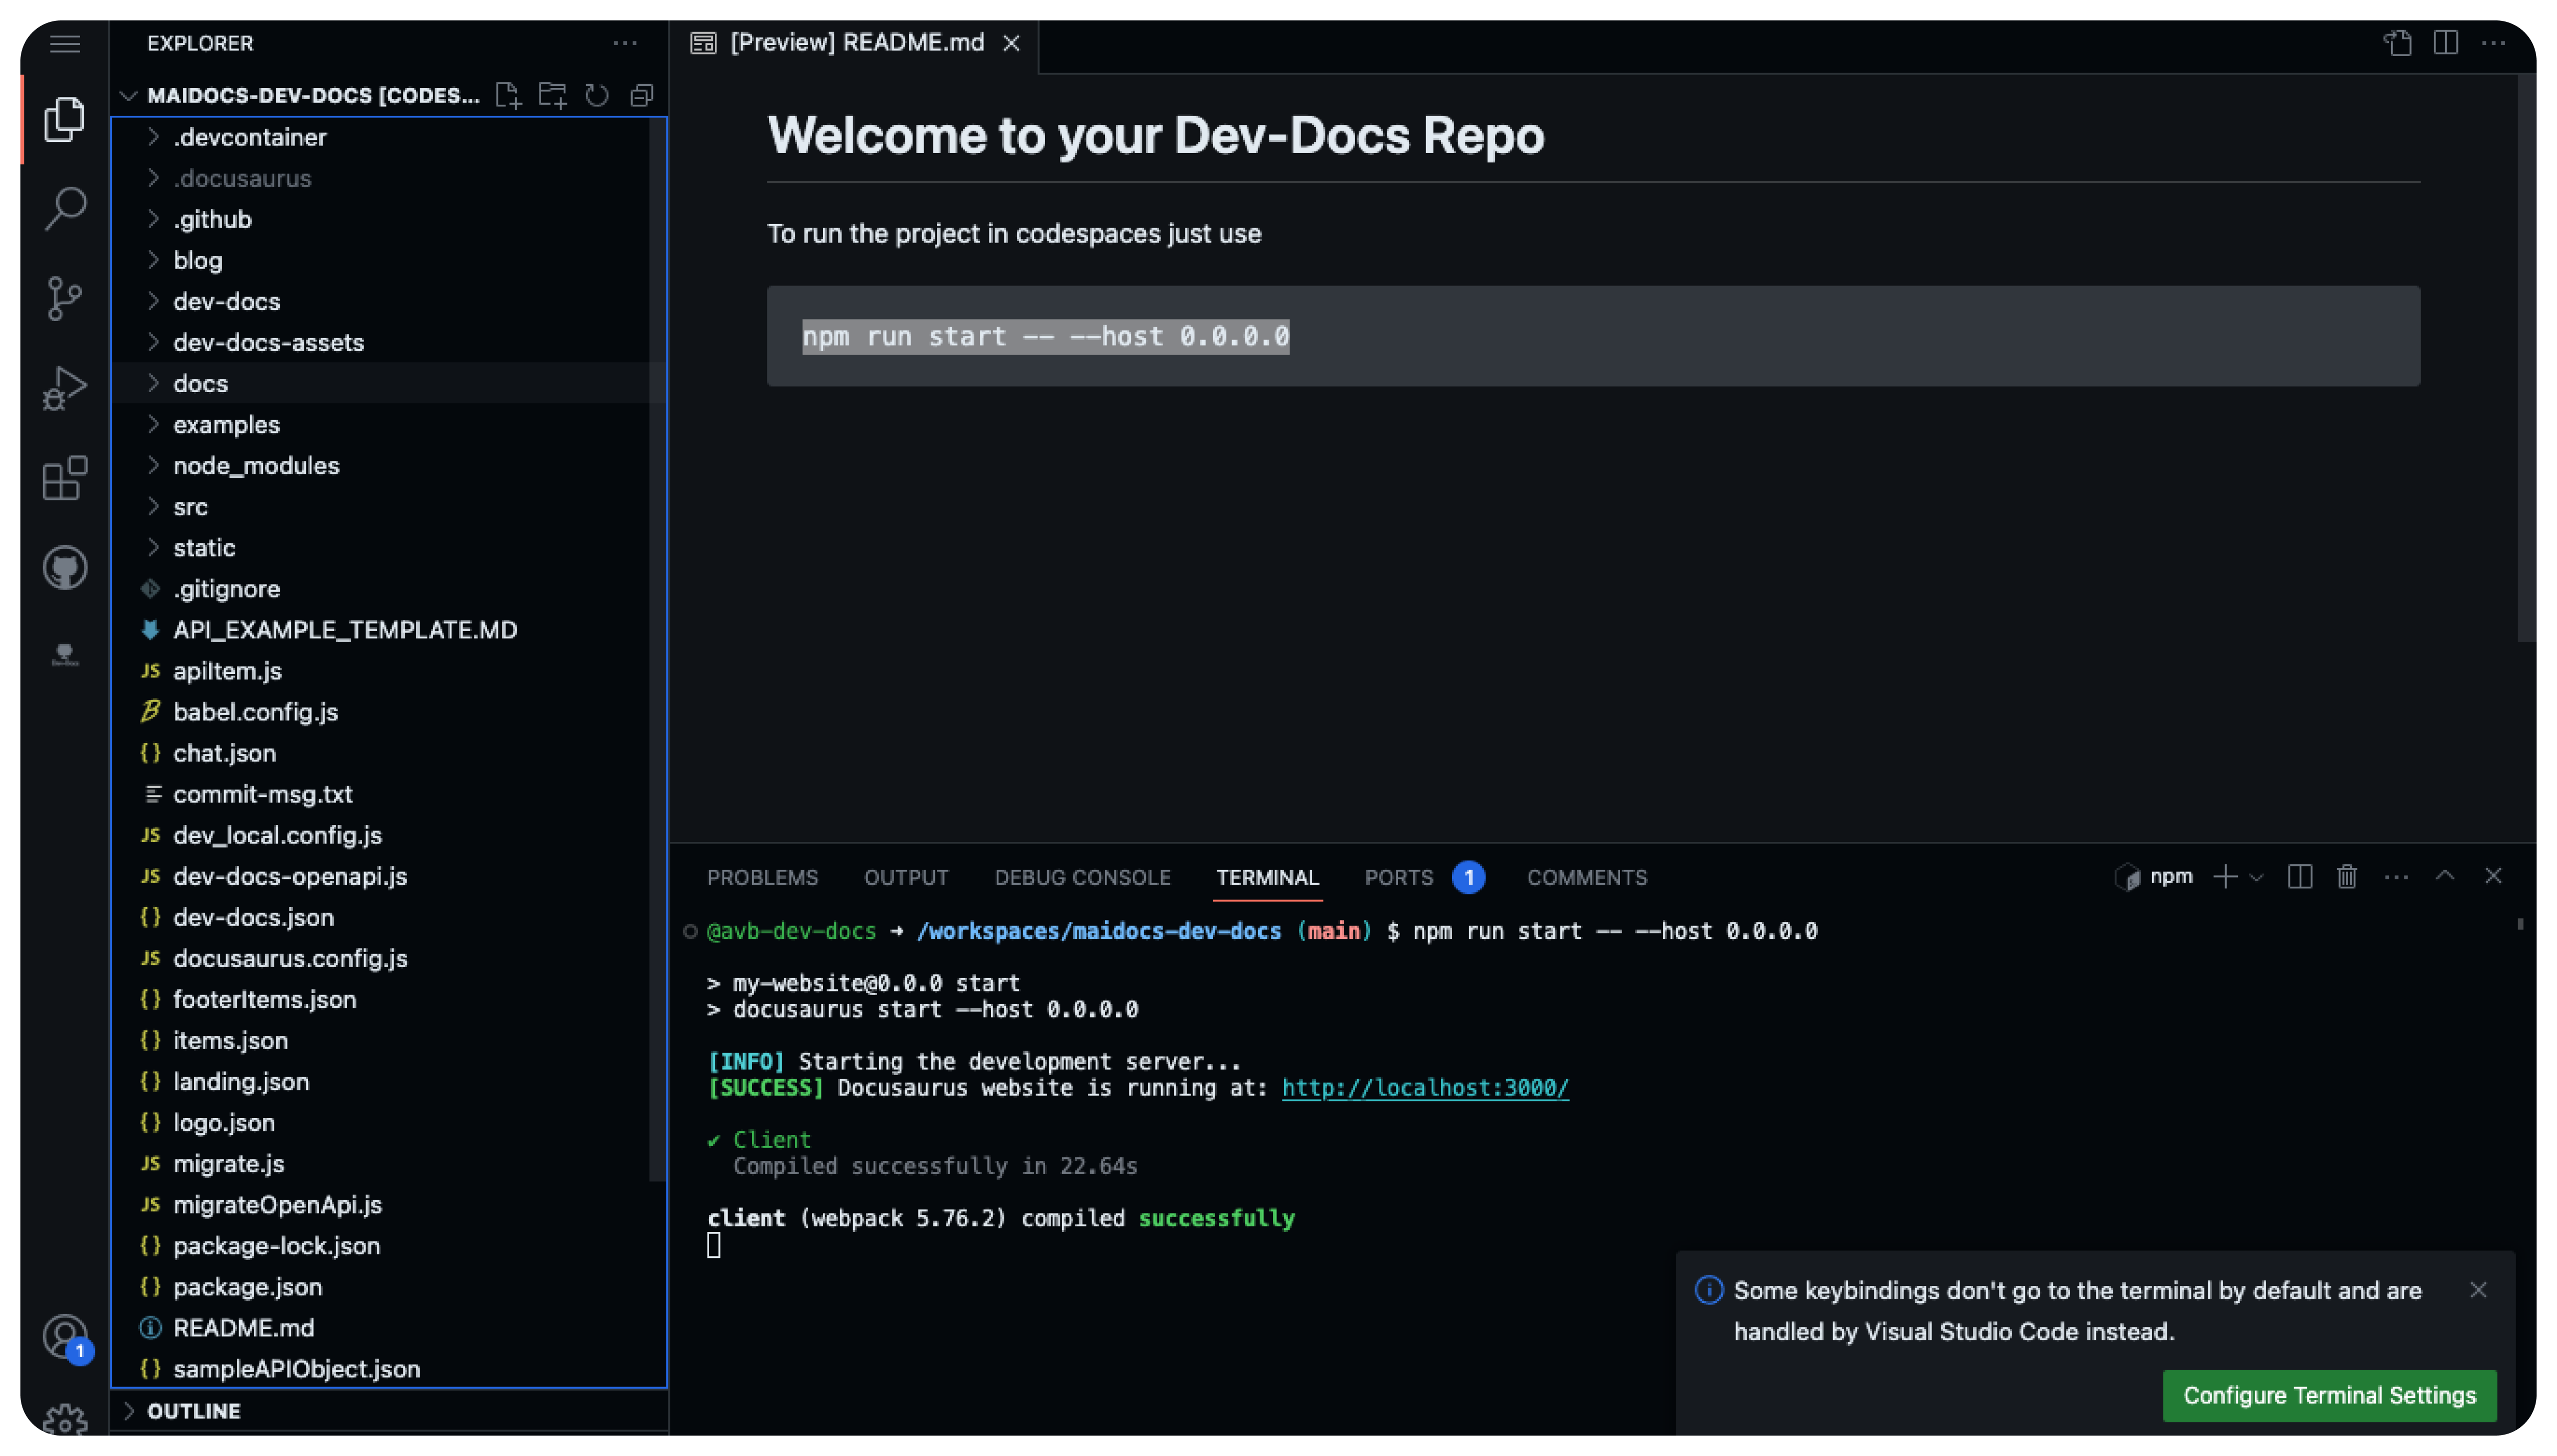 EXPLORER
MAIDOCS-DEV-DOCS [CODES...
.devcontainer
.docusaurus
.github
blog
dev-docs
dev-docs-assets
docs
examples
node_modules
src
static
.gitignore
API_EXAMPLE_TEMPLATE.MD
JS apiItem.js
babel.config.js
{} chat.json
commit-msg.txt
JS dev_local.config.js
JS dev-docs-openapi.js
{} dev-docs.json
JS docusaurus.config.js
{} footerItems.json
{} items.json
{} landing.json
{} logo.json
JS migrate.js
JS migrateOpenApi.js
{} package-lock.json
{} package.json
README.md
{} sampleAPIObject.json
OUTLINE
1
[Preview] README.md
Welcome to your Dev-Docs Repo
To run the project in codespaces just use
npm run start -- --host 0.0.0.0
PROBLEMS OUTPUT DEBUG CONSOLE TERMINAL PORTS 1 COMMENTS
npm
@avb-dev-docs ➜ /workspaces/maidocs-dev-docs (main) $ npm run start -- --host 0.0.0.0
> my-website@0.0.0 start
> docusaurus start --host 0.0.0.0
[INFO] Starting the development server...
[SUCCESS] Docusaurus website is running at: http://localhost:3000/
✔ Client
Compiled successfully in 22.64s
client (webpack 5.76.2) compiled successfully
Some keybindings don't go to the terminal by default and are
handled by Visual Studio Code instead.
Configure Terminal Settings